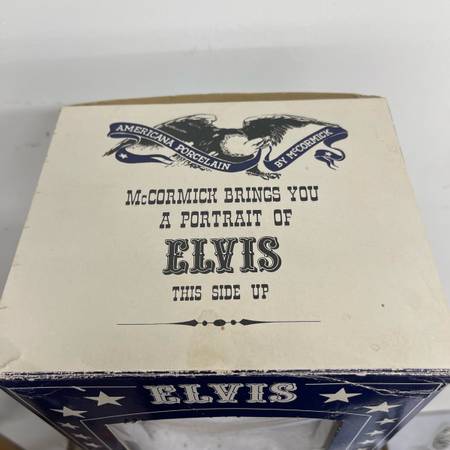 AMERICANA PORCELAIN BY McCORMICK
McCORMICK BRINGS YOU
A PORTRAIT OF
ELVIS
THIS SIDE UP
ELVIS